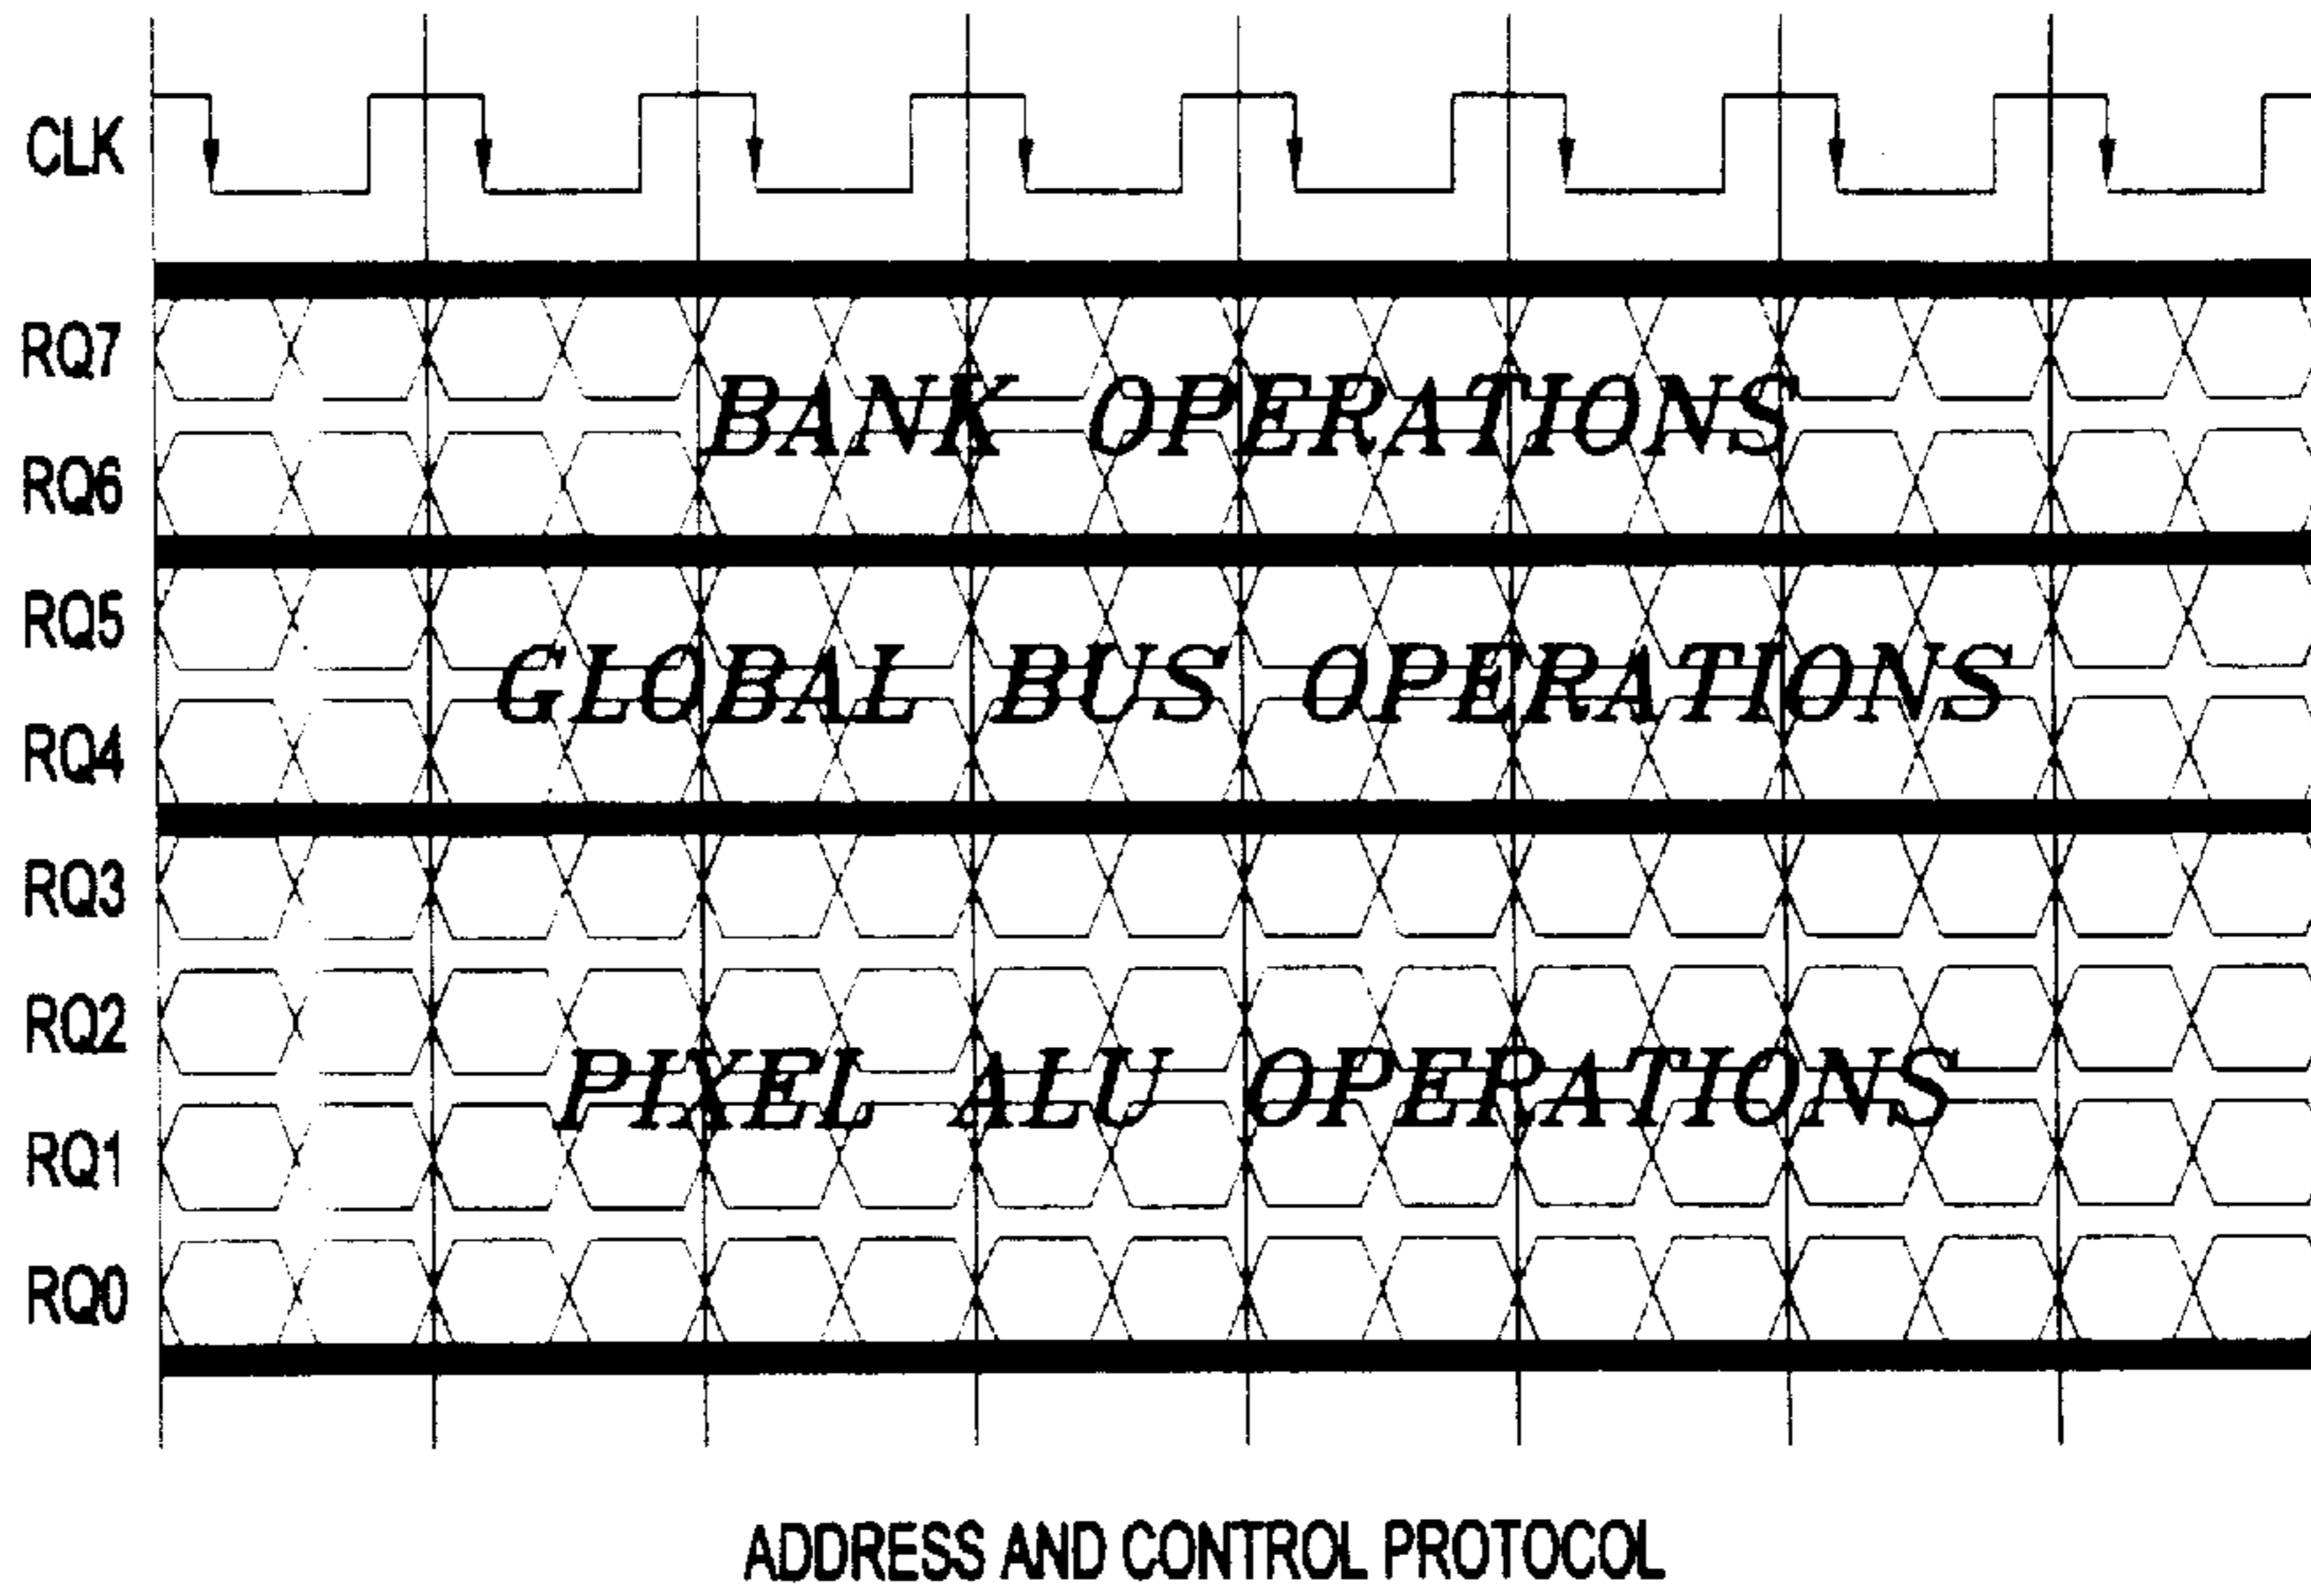 CLK
RQ7
BANK OPERATIONS
RQ6
RQ5
GLOBAL BUS OPERATIONS
RQ4
RQ3
RQ2
PIXEL ALU OPERATIONS
RQ1
RQ0
ADDRESS AND CONTROL PROTOCOL